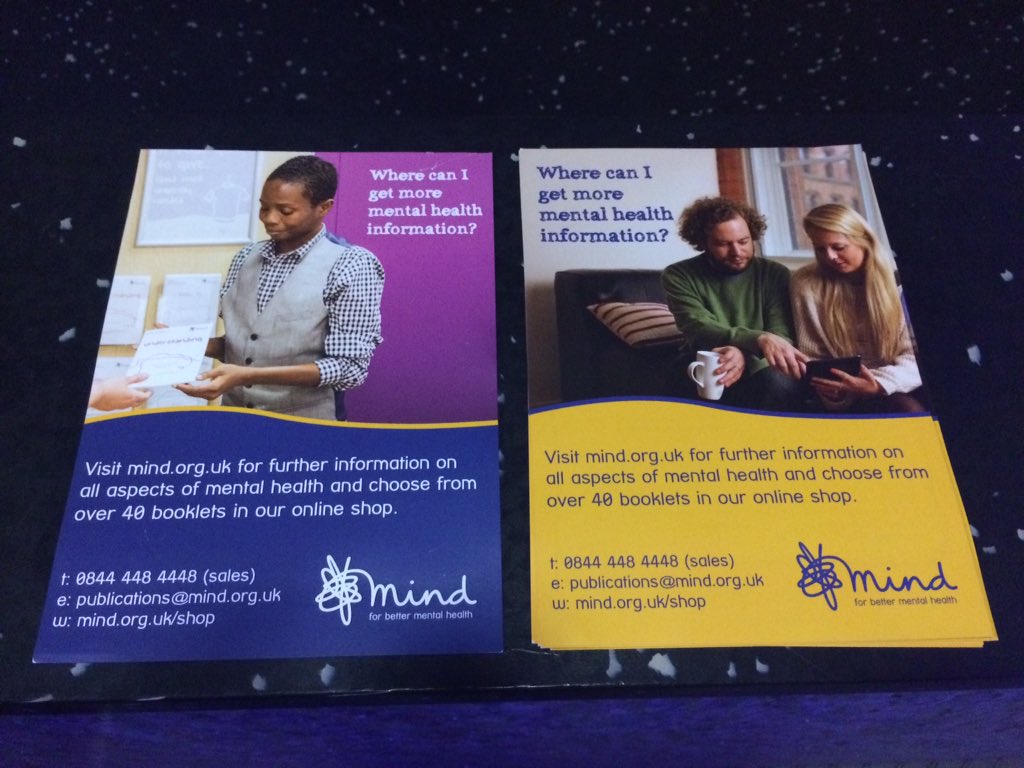 Where can I
get more
mental health
information?
understanding
Visit mind.org.uk for further information on
all aspects of mental health and choose from
over 40 booklets in our online shop.
t: 0844 448 4448 (sales)
e: publications@mind.org.uk
w: mind.org.uk/shop
mind
for better mental health
Where can I
get more
mental health
information?
Visit mind.org.uk for further information on
all aspects of mental health and choose from
over 40 booklets in our online shop.
t: 0844 448 4448 (sales)
e: publications@mind.org.uk
w: mind.org.uk/shop
mind
for better mental health